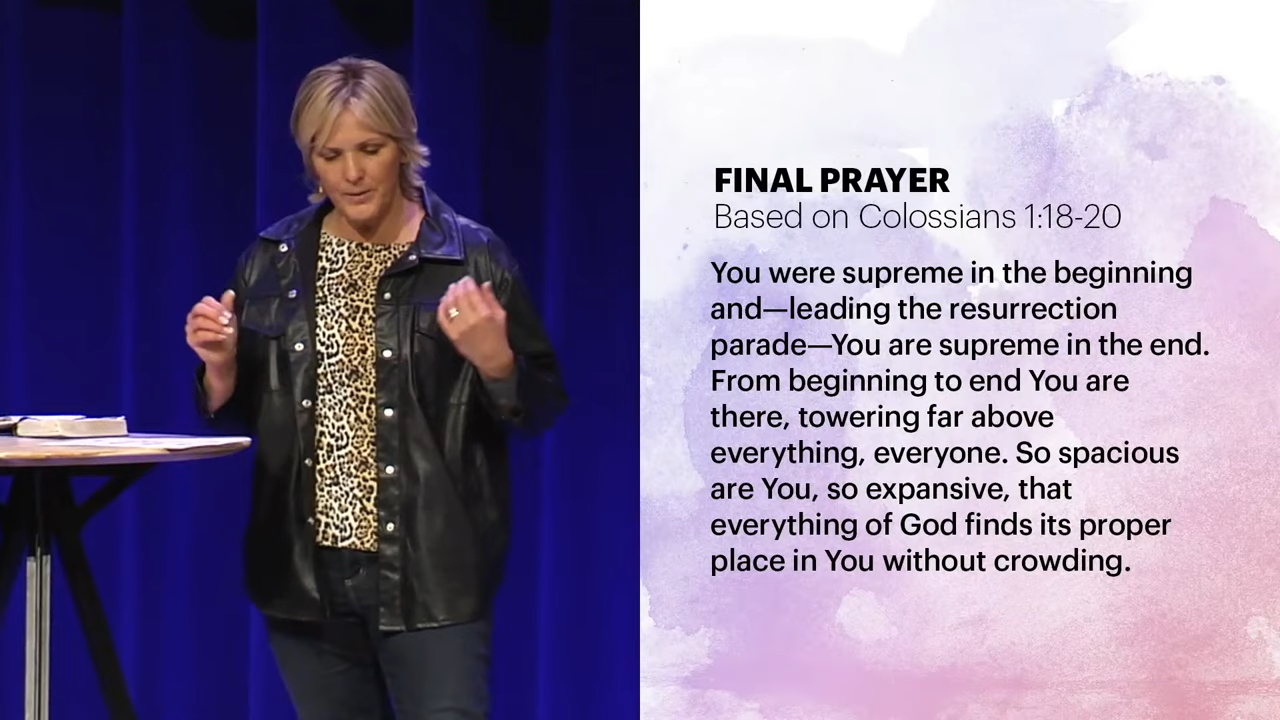 FINAL PRAYER
Based on Colossians 1:18-20
You were supreme in the beginning
and—leading the resurrection
parade—You are supreme in the end.
From beginning to end You are
there, towering far above
everything, everyone. So spacious
are You, so expansive, that
everything of God finds its proper
place in You without crowding.